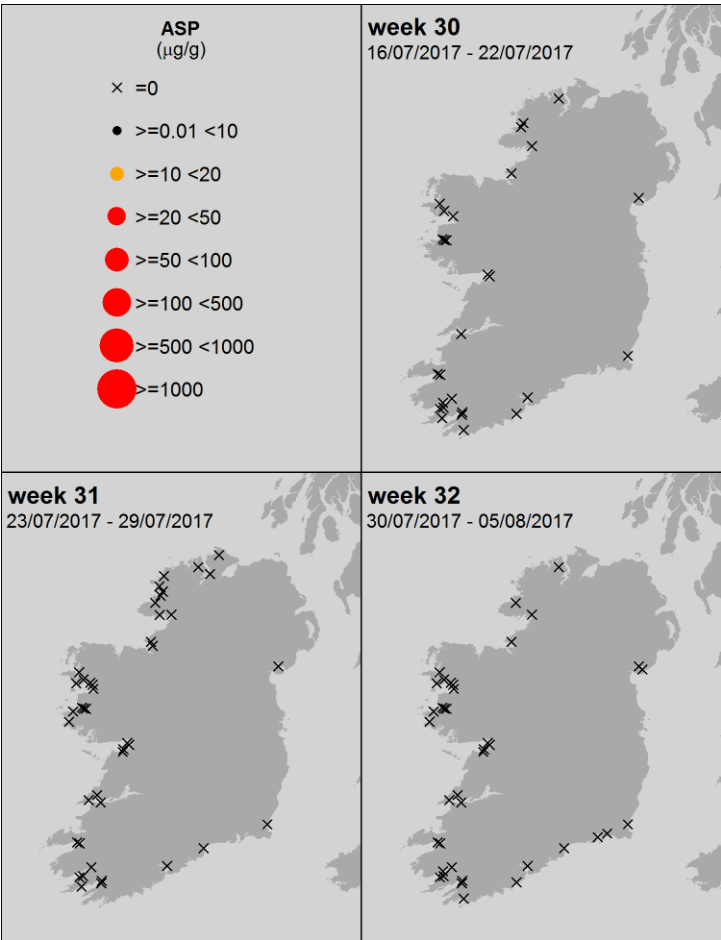 ASP
(µg/g)
=0
>=0.01 <10
>=10 <20
>=20 <50
>=50 <100
>=100 <500
>=500 <1000
>=1000
week 30
16/07/2017 - 22/07/2017
week 31
23/07/2017 - 29/07/2017
week 32
30/07/2017 - 05/08/2017